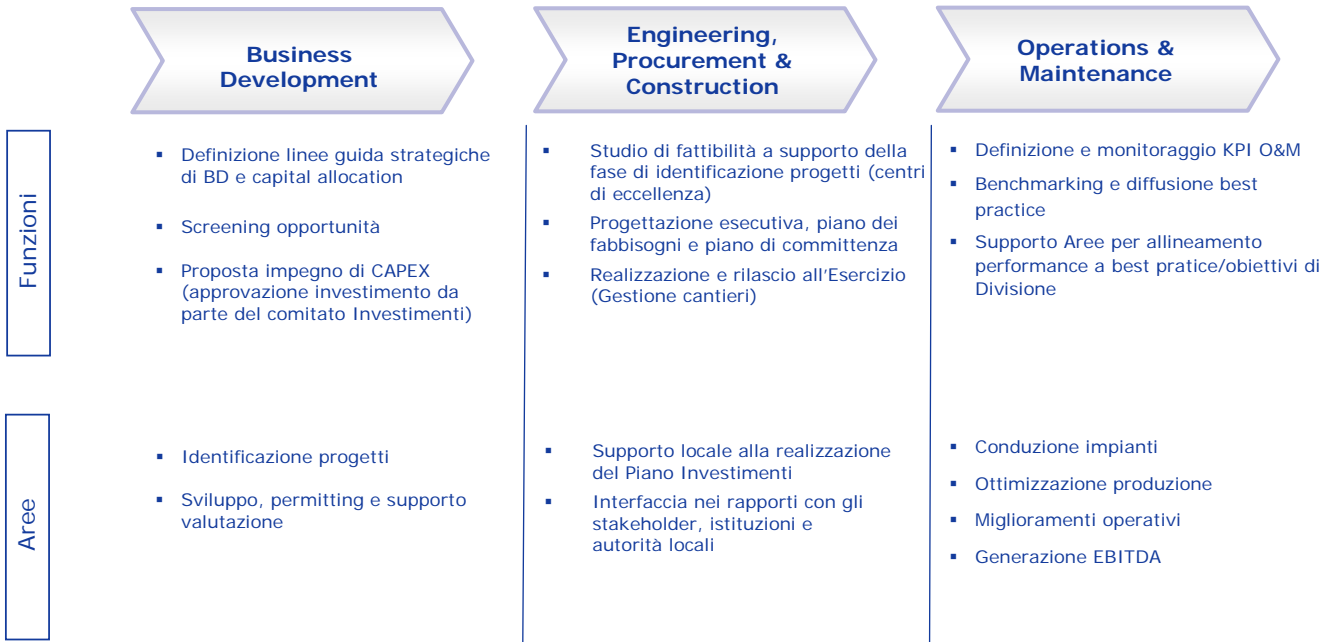 Business
Development
Engineering,
Procurement &
Construction
Operations &
Maintenance
Funzioni
▪ Definizione linee guida strategiche
di BD e capital allocation
▪ Screening opportunità
▪ Proposta impegno di CAPEX
(approvazione investimento da
parte del comitato Investimenti)
▪ Studio di fattibilità a supporto della
fase di identificazione progetti (centri
di eccellenza)
▪ Progettazione esecutiva, piano dei
fabbisogni e piano di committenza
▪ Realizzazione e rilascio all'Esercizio
(Gestione cantieri)
▪ Definizione e monitoraggio KPI O&M
▪ Benchmarking e diffusione best
practice
▪ Supporto Aree per allineamento
performance a best pratice/obiettivi di
Divisione
Aree
▪ Identificazione progetti
▪ Sviluppo, permitting e supporto
valutazione
▪ Supporto locale alla realizzazione
del Piano Investimenti
▪ Interfaccia nei rapporti con gli
stakeholder, istituzioni e
autorità locali
▪ Conduzione impianti
▪ Ottimizzazione produzione
▪ Miglioramenti operativi
▪ Generazione EBITDA